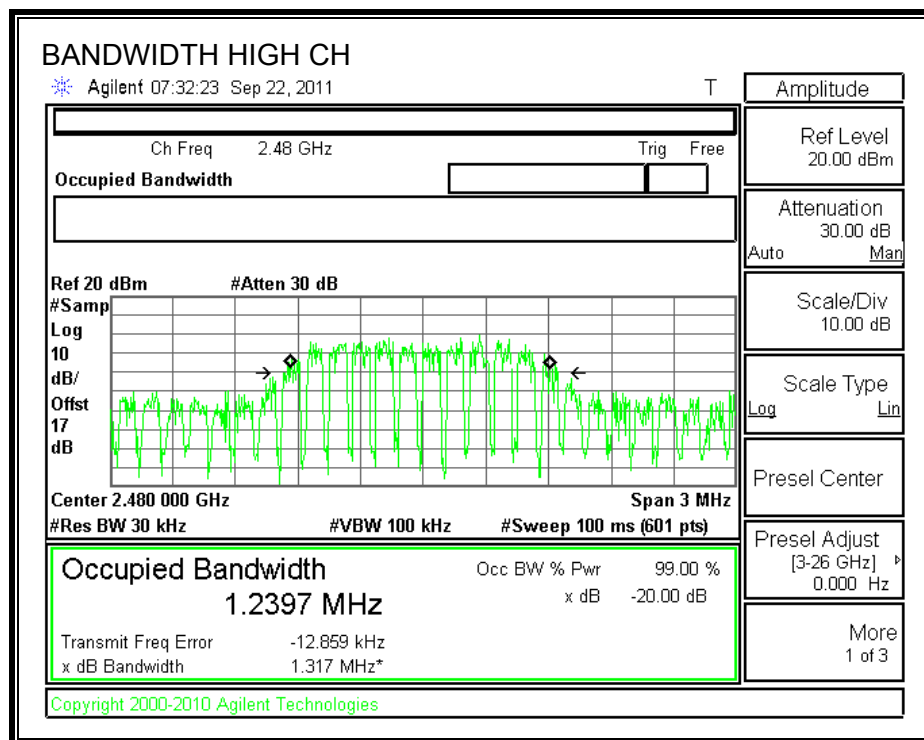 BANDWIDTH HIGH CH
Agilent 07:32:23 Sep 22, 2011 T
Ch Freq 2.48 GHz Trig Free
Occupied Bandwidth
Ref 20 dBm #Atten 30 dB
#Samp
Log
10
dB/
Offst
17
dB
Center 2.480 000 GHz Span 3 MHz
#Res BW 30 kHz #VBW 100 kHz #Sweep 100 ms (601 pts)
Occupied Bandwidth Occ BW % Pwr 99.00 %
1.2397 MHz x dB -20.00 dB
Transmit Freq Error -12.859 kHz
x dB Bandwidth 1.317 MHz*
Copyright 2000-2010 Agilent Technologies
Amplitude
Ref Level
20.00 dBm
Attenuation
30.00 dB
Auto Man
Scale/Div
10.00 dB
Scale Type
Log Lin
Presel Center
Presel Adjust
[3-26 GHz]
0.000 Hz
More
1 of 3